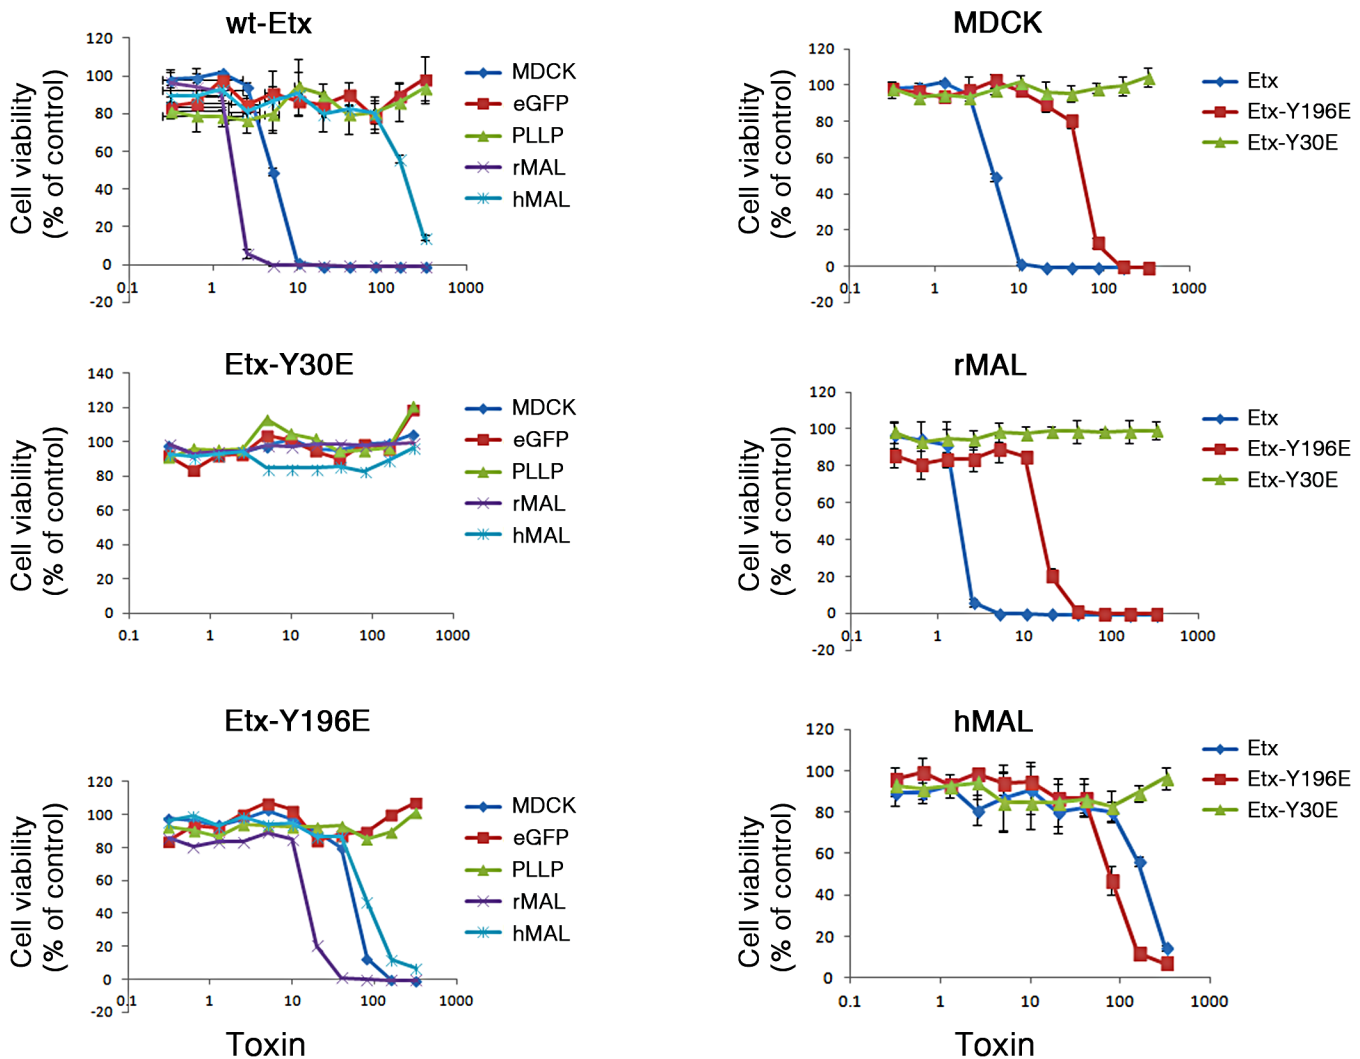 wt-Etx
Cell viability
(% of control)
120
100
80
60
40
20
0
-20
0.1
1
10
100
1000
MDCK
eGFP
PLLP
rMAL
hMAL
MDCK
Cell viability
(% of control)
120
100
80
60
40
20
0
-20
0.1
1
10
100
1000
Etx
Etx-Y196E
Etx-Y30E
Etx-Y30E
Cell viability
(% of control)
140
120
100
80
60
40
20
0
0.1
1
10
100
1000
MDCK
eGFP
PLLP
rMAL
hMAL
rMAL
Cell viability
(% of control)
120
100
80
60
40
20
0
-20
0.1
1
10
100
1000
Etx
Etx-Y196E
Etx-Y30E
Etx-Y196E
Cell viability
(% of control)
120
100
80
60
40
20
0
-20
0.1
1
10
100
1000
MDCK
eGFP
PLLP
rMAL
hMAL
Toxin
hMAL
Cell viability
(% of control)
120
100
80
60
40
20
0
0.1
1
10
100
1000
Etx
Etx-Y196E
Etx-Y30E
Toxin